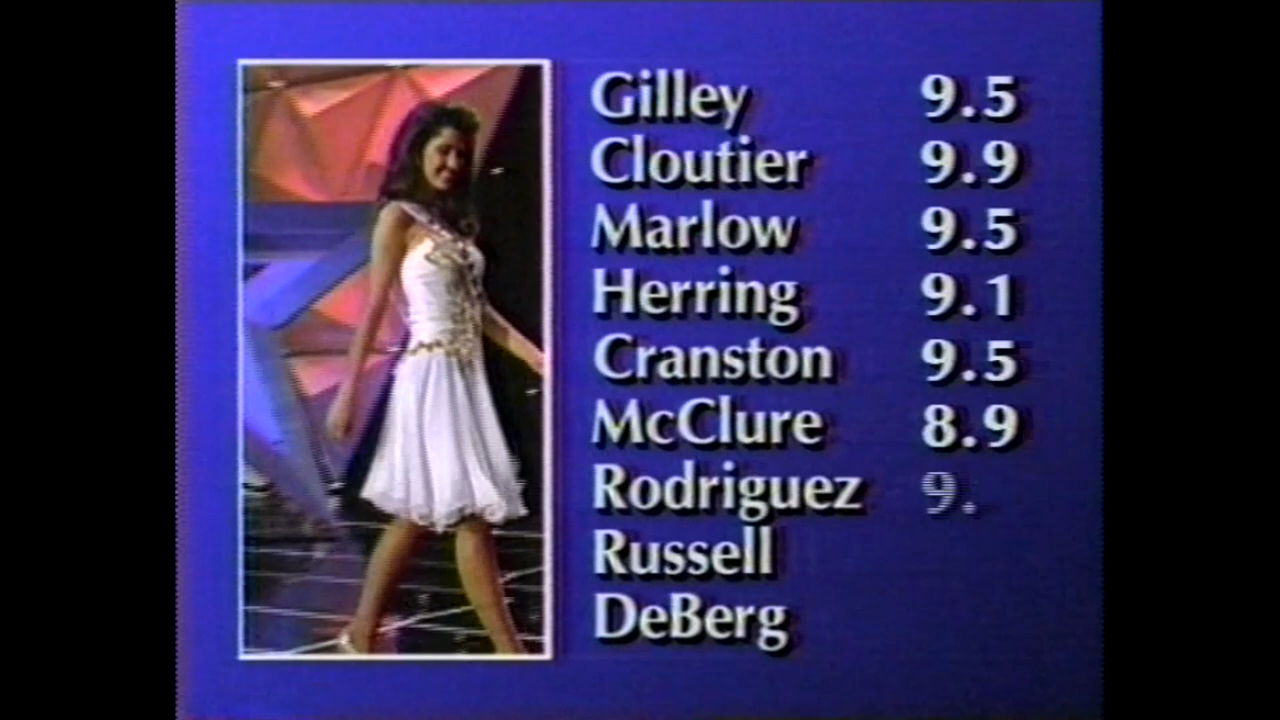 Gilley 9.5
Cloutier 9.9
Marlow 9.5
Herring 9.1
Cranston 9.5
McClure 8.9
Rodriguez 9.
Russell
DeBerg